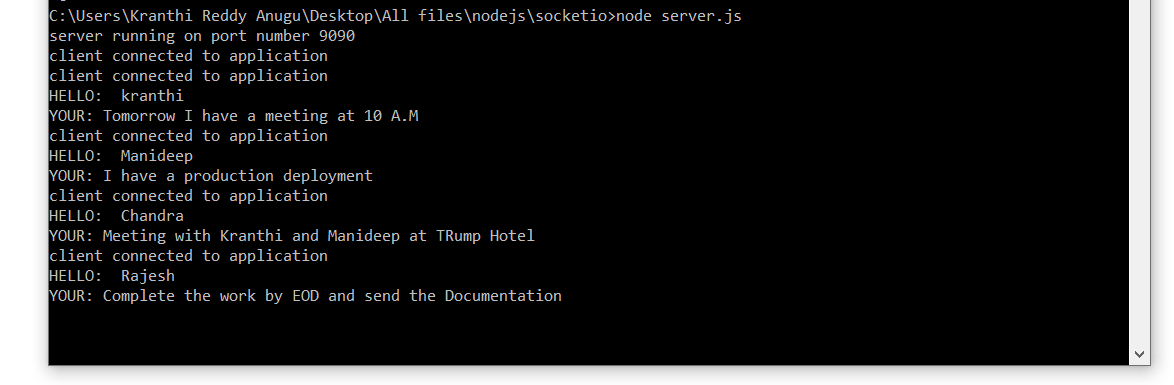 C:\Users\Kranthi Reddy Anugu\Desktop\All files\nodejs\socketio>node server.js
server running on port number 9090
client connected to application
client connected to application
HELLO:  kranthi
YOUR: Tomorrow I have a meeting at 10 A.M
client connected to application
HELLO:  Manideep
YOUR: I have a production deployment
client connected to application
HELLO:  Chandra
YOUR: Meeting with Kranthi and Manideep at TRump Hotel
client connected to application
HELLO:  Rajesh
YOUR: Complete the work by EOD and send the Documentation